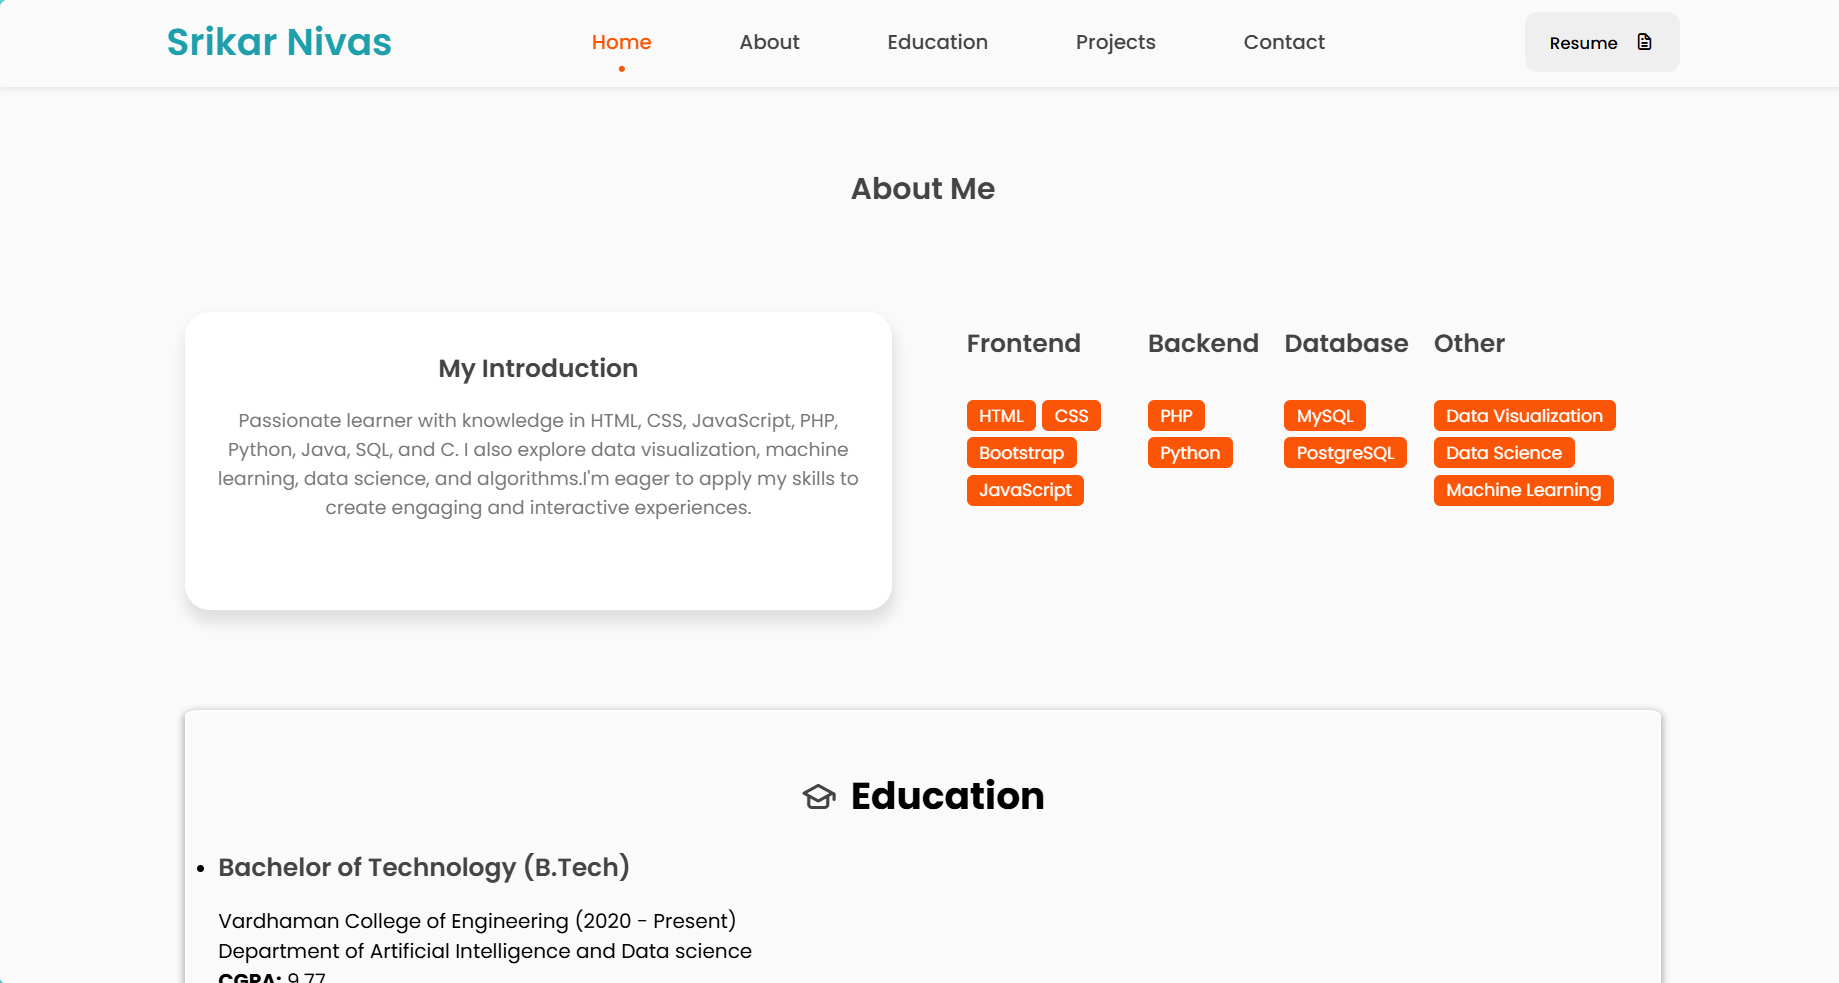 Srikar Nivas
Home
About
Education
Projects
Contact
Resume
About Me
My Introduction
Passionate learner with knowledge in HTML, CSS, JavaScript, PHP,
Python, Java, SQL, and C. I also explore data visualization, machine
learning, data science, and algorithms.I'm eager to apply my skills to
create engaging and interactive experiences.
Frontend
HTML CSS
Bootstrap
JavaScript
Backend
PHP
Python
Database
MySQL
PostgreSQL
Other
Data Visualization
Data Science
Machine Learning
Education
• Bachelor of Technology (B.Tech)
Vardhaman College of Engineering (2020 - Present)
Department of Artificial Intelligence and Data science
CGPA: 9.77